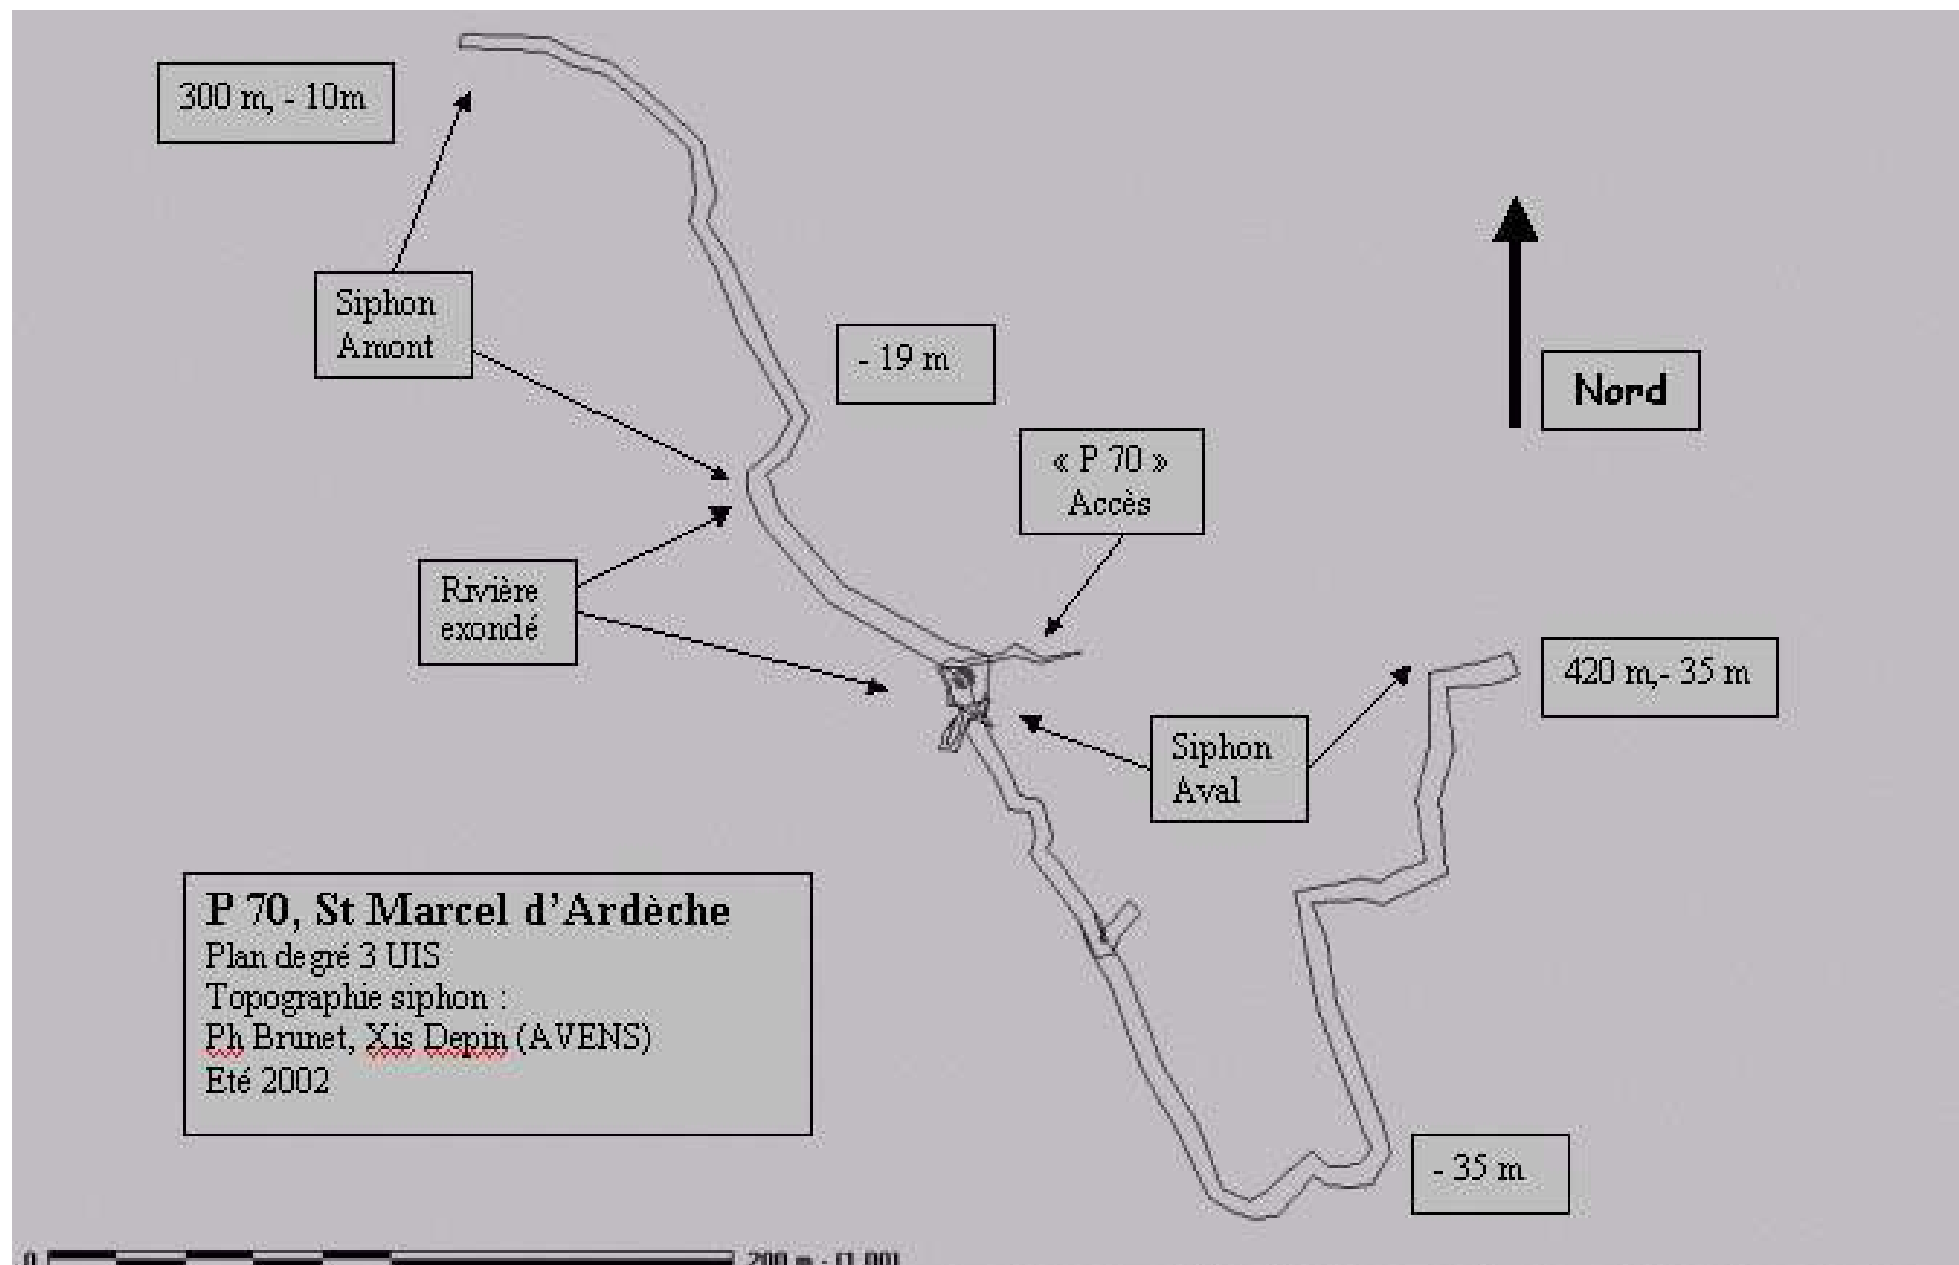 300 m, - 10m
Siphon
Amont
- 19 m
Nord
« P 70 »
Accès
Rivière
exondé
420 m,- 35 m
Siphon
Aval
P 70, St Marcel d'Ardèche
Plan degré 3 UIS
Topographie siphon :
Ph Brunet, Xis Depin (AVENS)
Eté 2002
- 35 m
0 200 m -